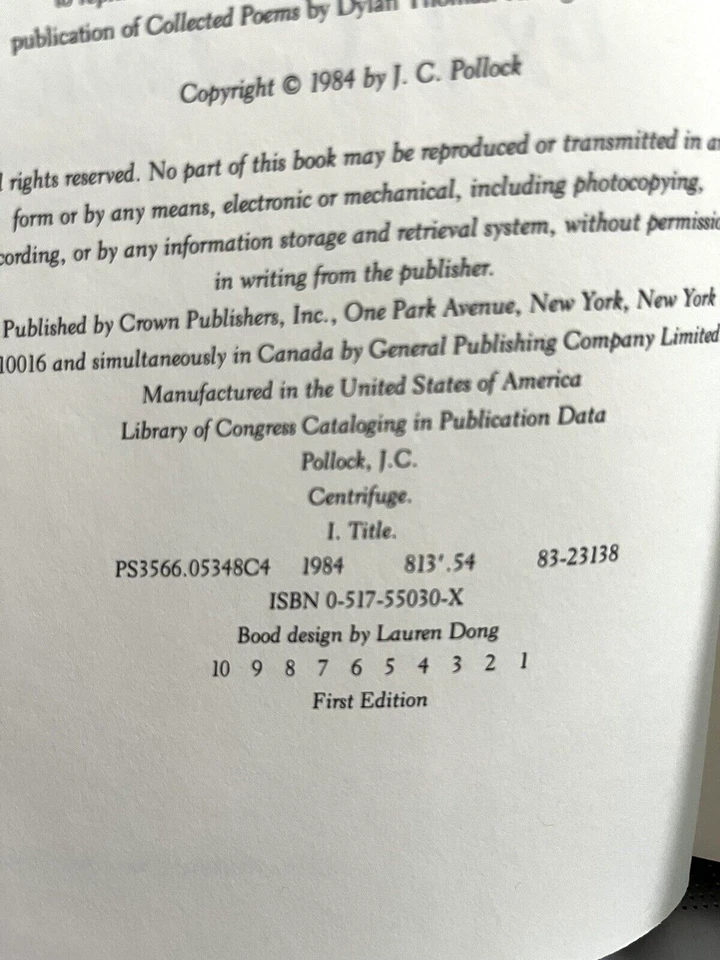 publication of Collected Poems by Dylan
Copyright © 1984 by J. C. Pollock
rights reserved. No part of this book may be reproduced or transmitted in
form or by any means, electronic or mechanical, including photocopying,
cording, or by any information storage and retrieval system, without permissio
in writing from the publisher.
Published by Crown Publishers, Inc., One Park Avenue, New York, New York
10016 and simultaneously in Canada by General Publishing Company Limited
Manufactured in the United States of America
Library of Congress Cataloging in Publication Data
Pollock, J.C.
Centrifuge.
I. Title.
PS3566.05348C4 1984 813'.54 83-23138
ISBN 0-517-55030-X
Bood design by Lauren Dong
10 9 8 7 6 5 4 3 2 1
First Edition